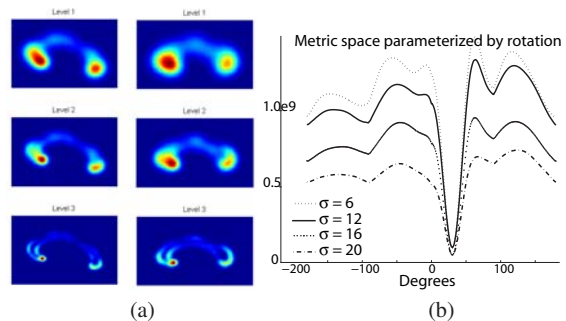 Level 1
Level 1
Level 2
Level 2
Level 3
Level 3
(a)
Metric space parameterized by rotation
1.0e9
0.5
0
σ = 6
σ = 12
σ = 16
σ = 20
−200 −100 0 100
Degrees
(b)